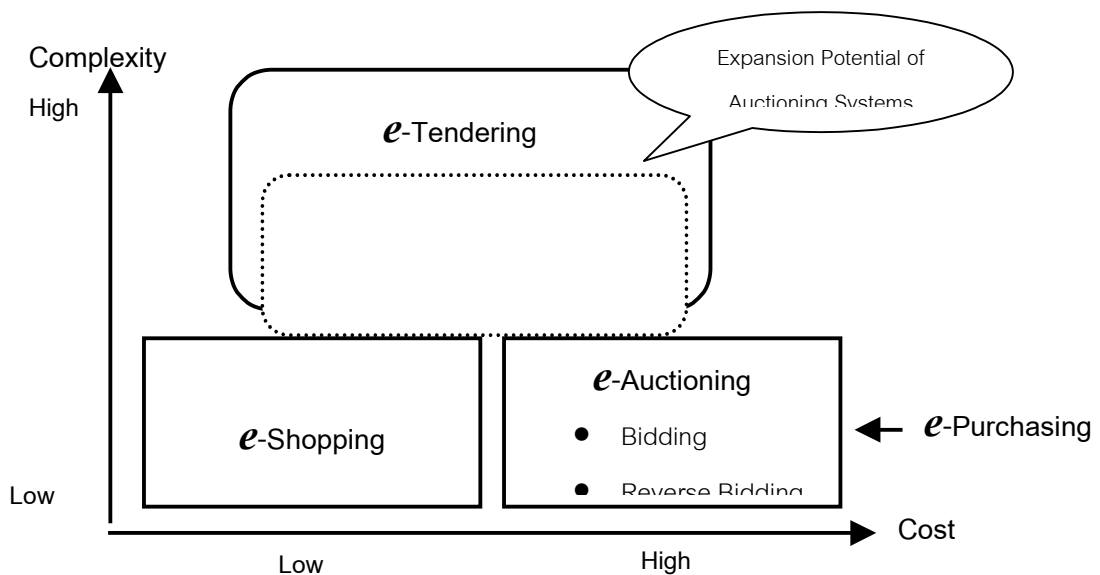 Complexity
High
Expansion Potential of
Auctioning Systems
e-Tendering
e-Shopping
e-Auctioning
● Bidding
● Reverse Bidding
e-Purchasing
Low
Cost
Low
High